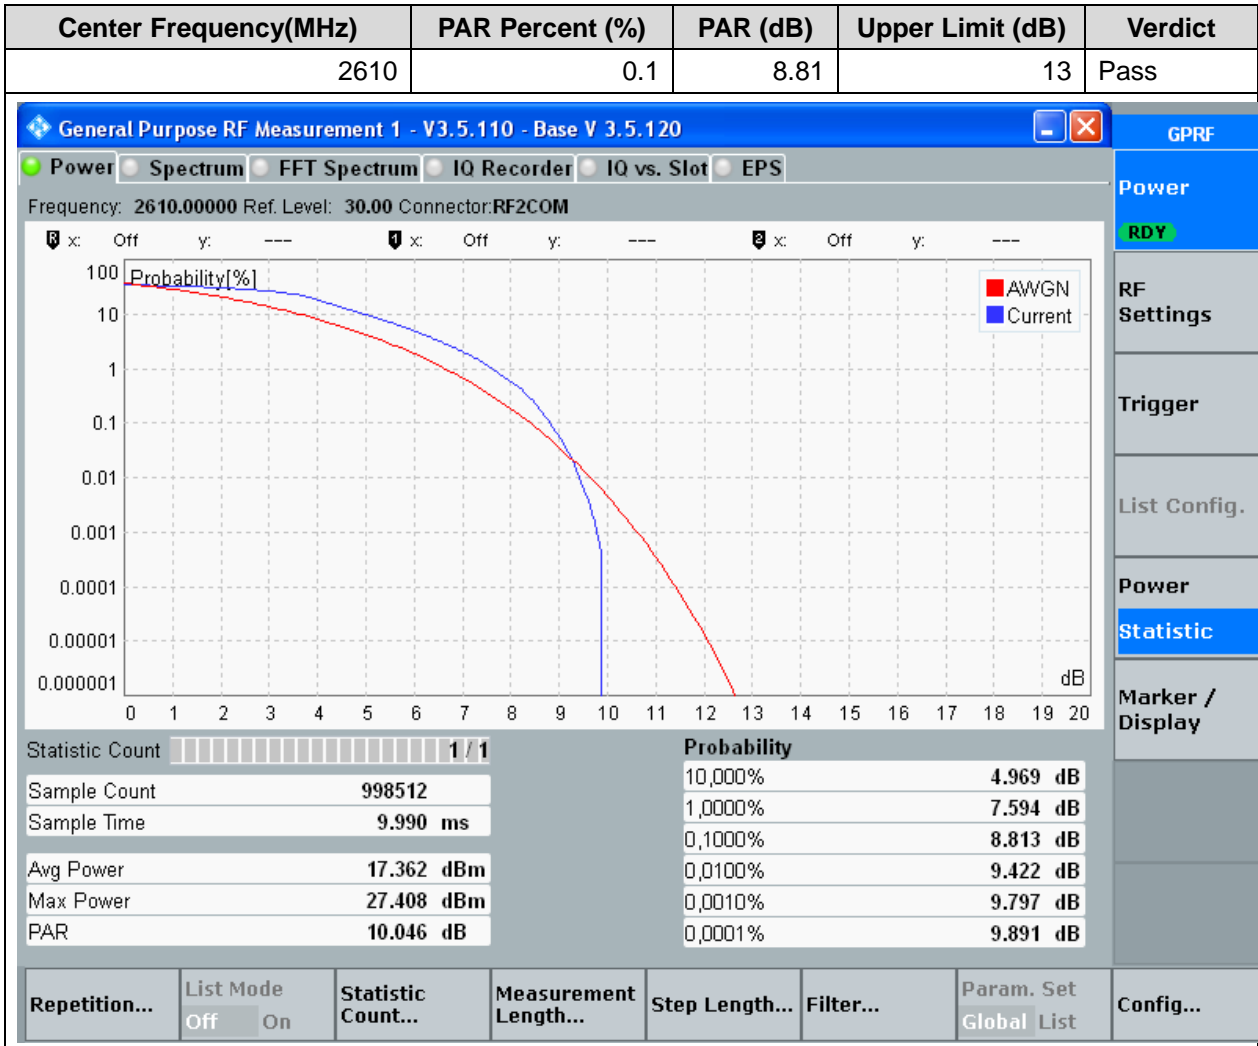 Center Frequency(MHz) PAR Percent (%) PAR (dB) Upper Limit (dB) Verdict
2610 0.1 8.81 13 Pass
General Purpose RF Measurement 1 - V3.5.110 - Base V 3.5.120
GPRF
Power Spectrum FFT Spectrum IQ Recorder IQ vs. Slot EPS
Frequency: 2610.00000 Ref. Level: 30.00 Connector:RF2COM
R x: Off y: --- 1 x: Off y: --- 2 x: Off y: ---
Probability[%]
100
10
1
0.1
0.01
0.001
0.0001
0.00001
0.000001
AWGN
Current
dB
0 1 2 3 4 5 6 7 8 9 10 11 12 13 14 15 16 17 18 19 20
Statistic Count 1 / 1
Sample Count 998512
Sample Time 9.990 ms
Avg Power 17.362 dBm
Max Power 27.408 dBm
PAR 10.046 dB
Probability
10,000% 4.969 dB
1,0000% 7.594 dB
0,1000% 8.813 dB
0,0100% 9.422 dB
0,0010% 9.797 dB
0,0001% 9.891 dB
Power
RDY
RF
Settings
Trigger
List Config.
Power
Statistic
Marker /
Display
Repetition...
List Mode
Off On
Statistic
Count...
Measurement
Length...
Step Length...
Filter...
Param. Set
Global List
Config...